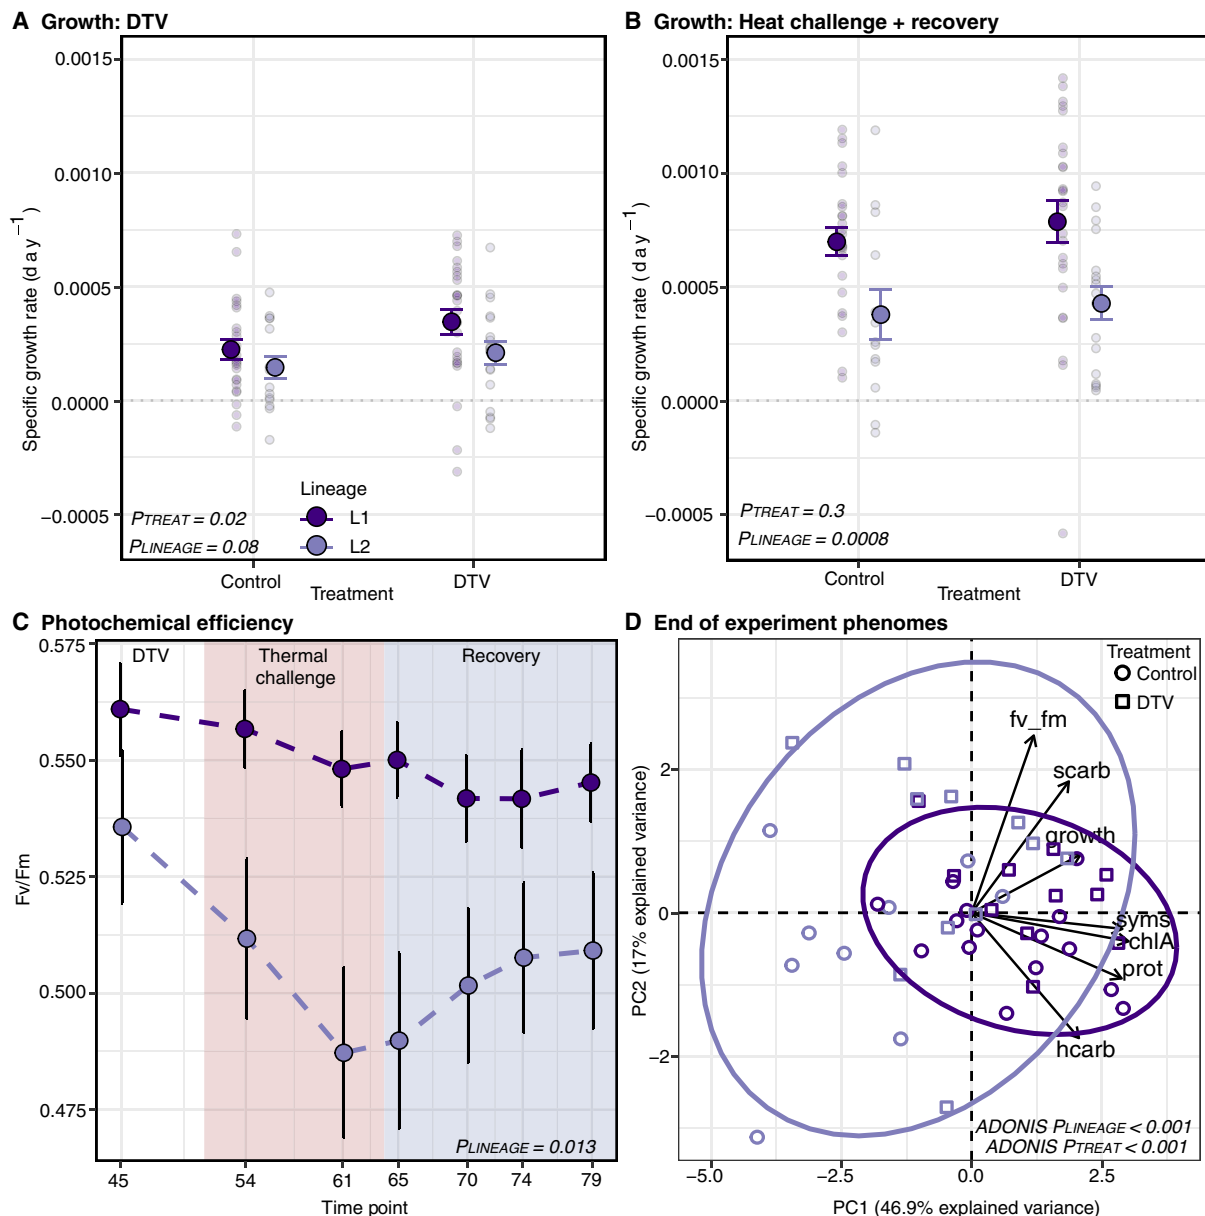 A Growth: DTV
0.0015
0.0010
0.0005
0.0000
−0.0005
Specific growth rate (day−1)
Lineage
L1
L2
PTREAT = 0.02
PLINEAGE = 0.08
Control
DTV
Treatment
B Growth: Heat challenge + recovery
0.0015
0.0010
0.0005
0.0000
−0.0005
Specific growth rate (day−1)
PTREAT = 0.3
PLINEAGE = 0.0008
Control
DTV
Treatment
C Photochemical efficiency
0.575
0.550
0.525
0.500
0.475
Fv/Fm
DTV
Thermal
challenge
Recovery
PLINEAGE = 0.013
45 54 61 65 70 74 79
Time point
D End of experiment phenomes
Treatment
Control
DTV
fv_fm
scarb
growth
syms
chlA
prot
hcarb
2
0
−2
PC2 (17% explained variance)
ADONIS PLINEAGE < 0.001
ADONIS PTREAT < 0.001
−5.0 −2.5 0.0 2.5
PC1 (46.9% explained variance)